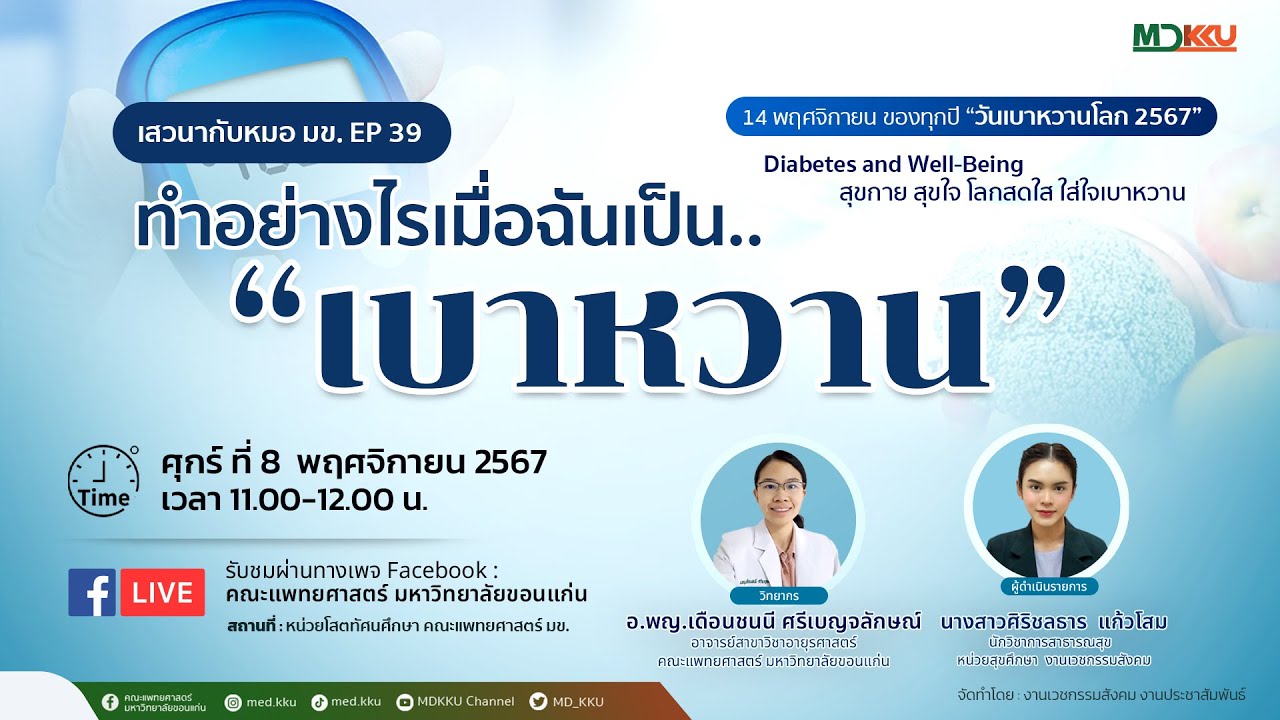 MDKKU
เสวนากับหมอ มข. EP 39
14 พฤศจิกายน ของทุกปี “วันเบาหวานโลก 2567”
Diabetes and Well-Being
สุขกาย สุขใจ โลกสดใส ใส่ใจเบาหวาน
ทำอย่างไรเมื่อฉันเป็น..
“เบาหวาน”
Time
ศุกร์ ที่ 8 พฤศจิกายน 2567
เวลา 11.00-12.00 น.
LIVE
รับชมผ่านทางเพจ Facebook :
คณะแพทยศาสตร์ มหาวิทยาลัยขอนแก่น
สถานที่ : หน่วยโสตทัศนศึกษา คณะแพทยศาสตร์ มข.
วิทยากร
อ.พญ.เดือนชนนี ศรีเบญจลักษณ์
อาจารย์สาขาวิชาอายุรศาสตร์
คณะแพทยศาสตร์ มหาวิทยาลัยขอนแก่น
ผู้ดำเนินรายการ
นางสาวศิริชลธาร แก้วโสม
นักวิชาการสาธารณสุข
หน่วยสุขศึกษา งานเวชกรรมสังคม
คณะแพทยศาสตร์
มหาวิทยาลัยขอนแก่น
med.kku
med.kku
MDKKU Channel
MD_KKU
จัดทำโดย : งานเวชกรรมสังคม งานประชาสัมพันธ์